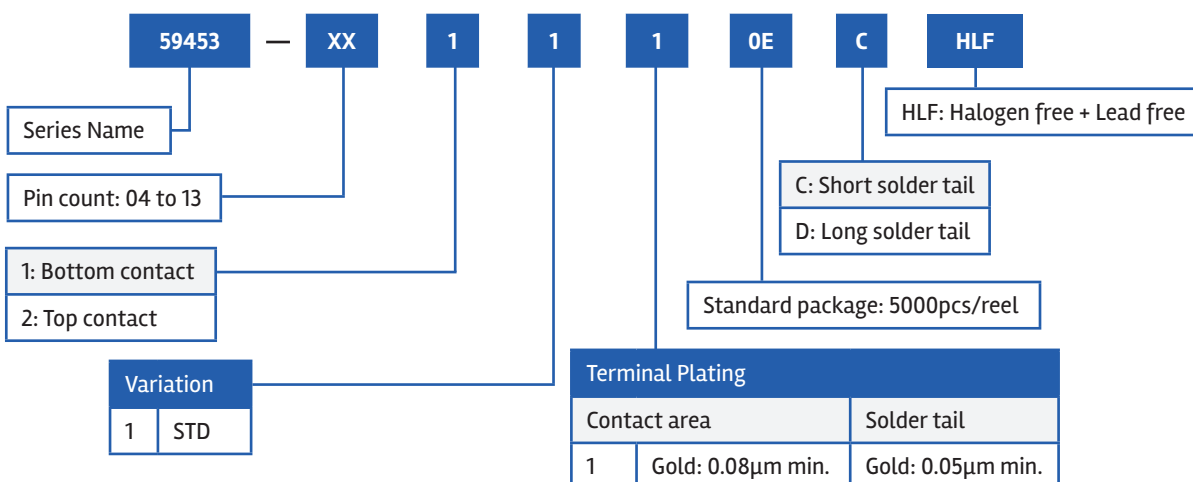 59453 — XX 1 1 1 0E C HLF
HLF: Halogen free + Lead free
Series Name
C: Short solder tail
D: Long solder tail
Pin count: 04 to 13
1: Bottom contact
2: Top contact
Standard package: 5000pcs/reel
Variation
1 STD
Terminal Plating
Contact area Solder tail
1 Gold: 0.08µm min. Gold: 0.05µm min.